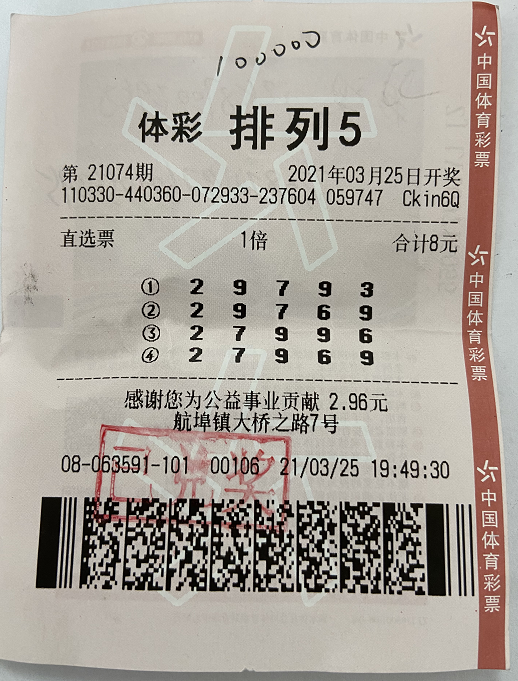 100000
体彩 排列5
第 21074期 2021年03月25日开奖
110330-440360-072933-237604 059747 Ckin6Q
直选票 1倍 合计8元
① 2 9 7 9 3
② 2 9 7 6 9
③ 2 7 9 9 6
④ 2 7 9 6 9
感谢您为公益事业贡献 2.96元
航埠镇大桥之路7号
08-063591-101 00106 21/03/25 19:49:30
已兑奖
中国体育彩票
中国体育彩票
中国体育彩票